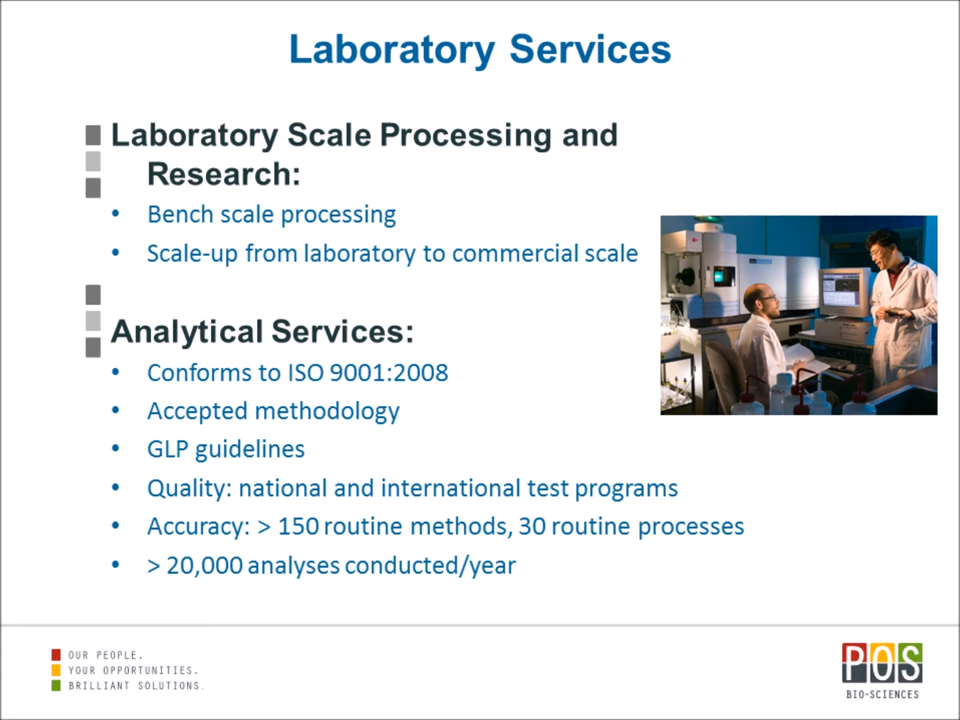 Laboratory Services
Laboratory Scale Processing and
Research:
• Bench scale processing
• Scale-up from laboratory to commercial scale
Analytical Services:
• Conforms to ISO 9001:2008
• Accepted methodology
• GLP guidelines
• Quality: national and international test programs
• Accuracy: > 150 routine methods, 30 routine processes
• > 20,000 analyses conducted/year
OUR PEOPLE.
YOUR OPPORTUNITIES.
BRILLIANT SOLUTIONS.
POS
BIO-SCIENCES